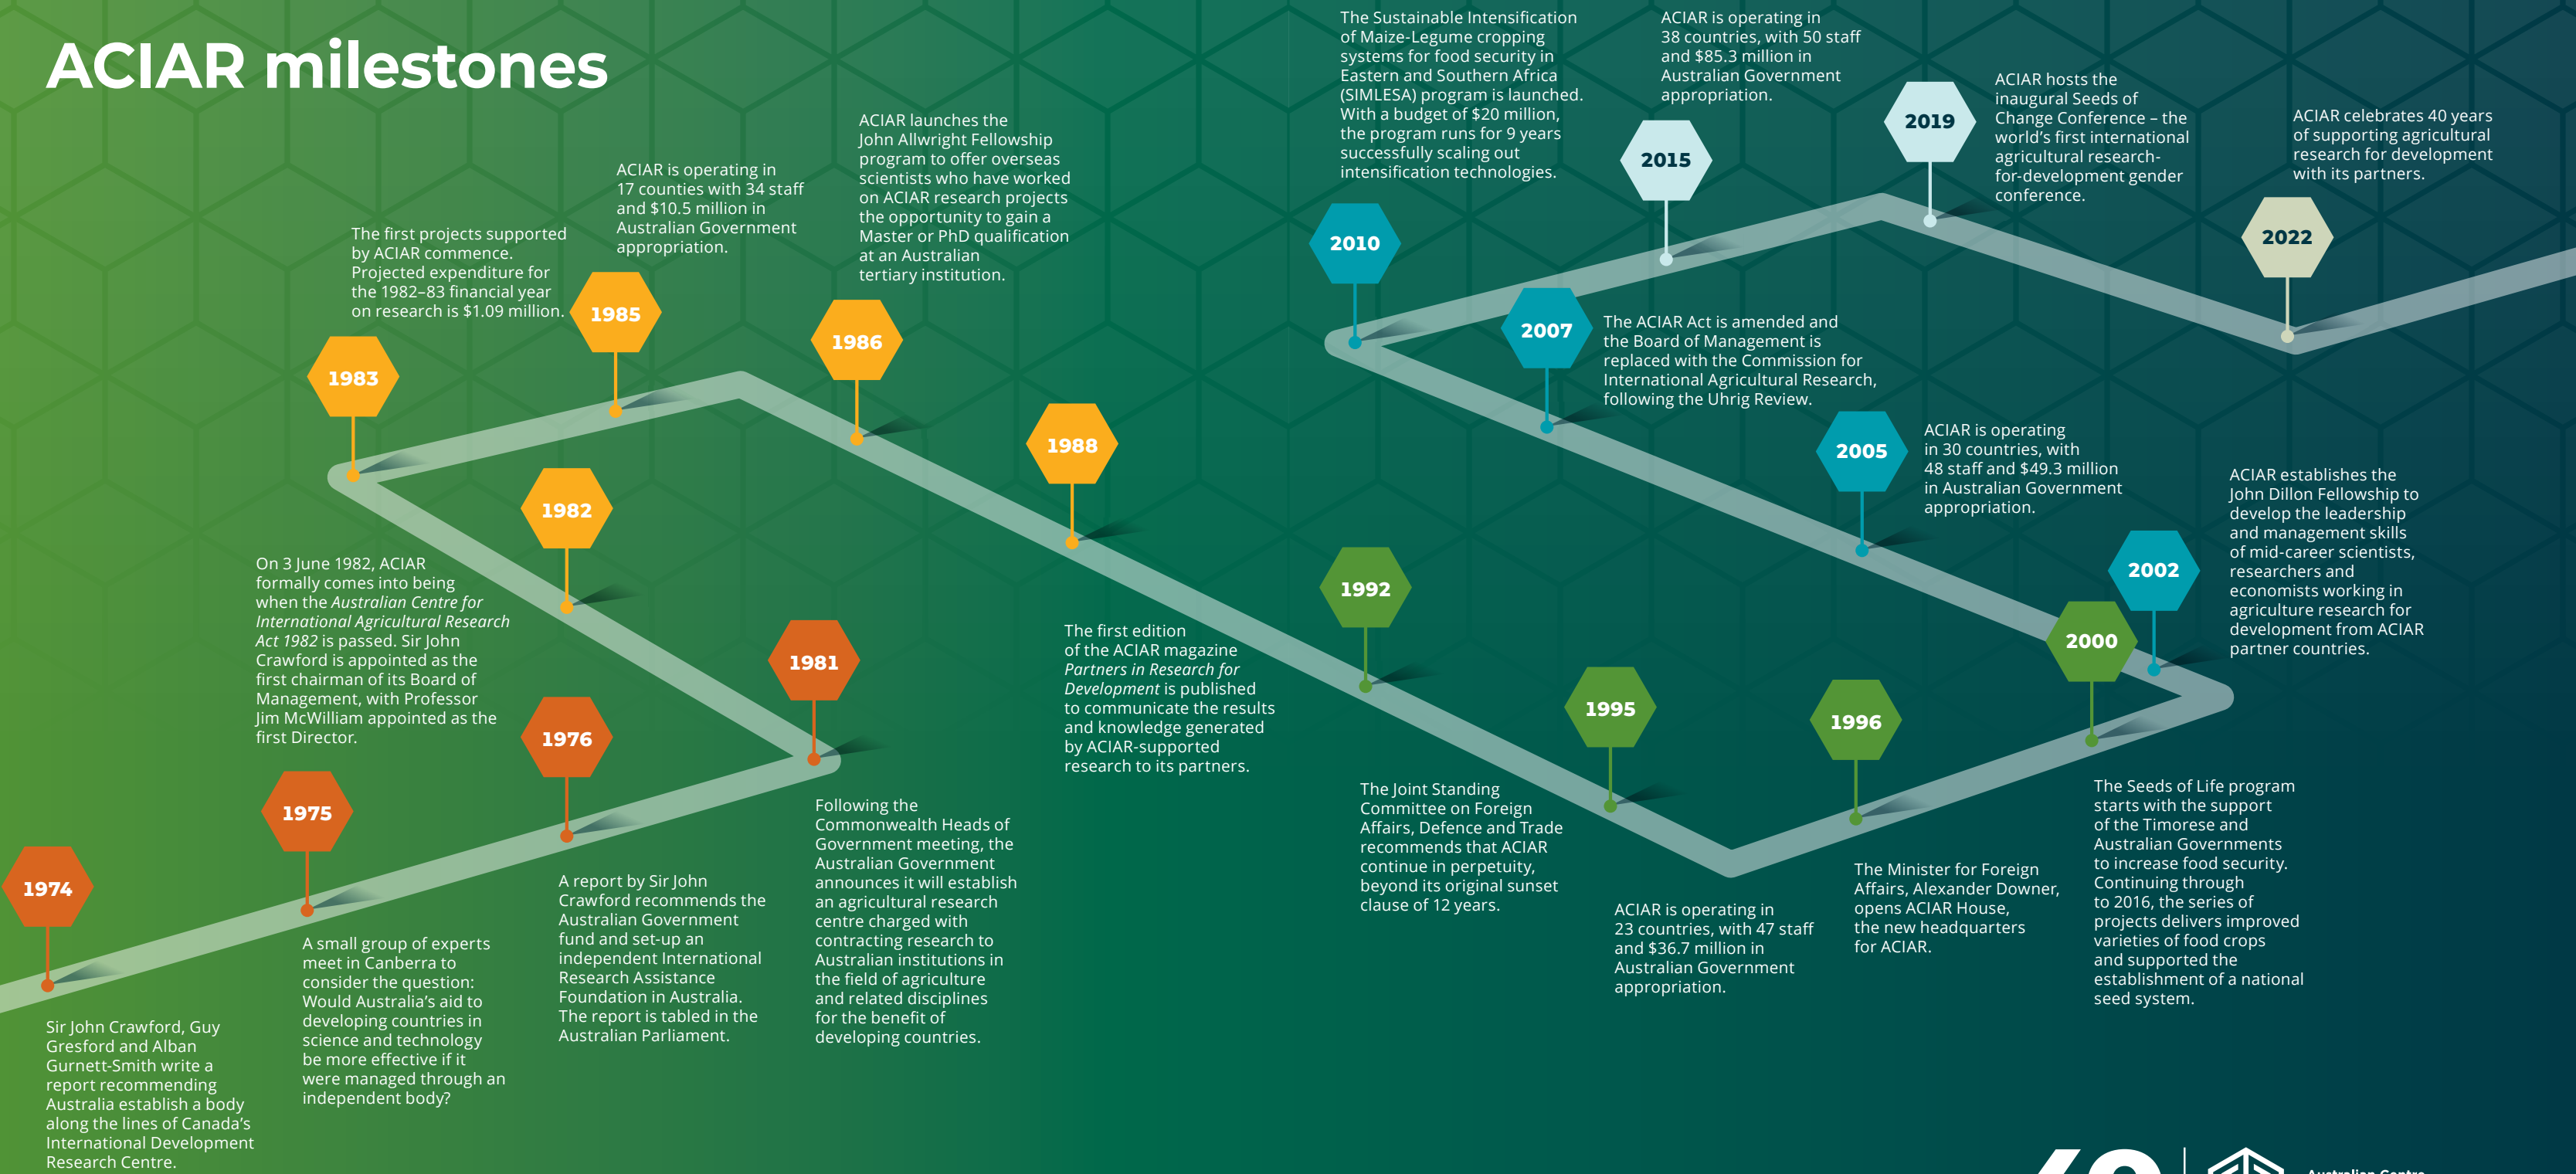 ACIAR milestones
1974
Sir John Crawford, Guy
Gresford and Alban
Gurnett-Smith write a
report recommending
Australia establish a body
along the lines of Canada's
International Development
Research Centre.
1975
A small group of experts
meet in Canberra to
consider the question:
Would Australia's aid to
developing countries in
science and technology
be more effective if it
were managed through an
independent body?
1976
A report by Sir John
Crawford recommends the
Australian Government
fund and set-up an
independent International
Research Assistance
Foundation in Australia.
The report is tabled in the
Australian Parliament.
1981
Following the
Commonwealth Heads of
Government meeting, the
Australian Government
announces it will establish
an agricultural research
centre charged with
contracting research to
Australian institutions in
the field of agriculture
and related disciplines
for the benefit of
developing countries.
1982
On 3 June 1982, ACIAR
formally comes into being
when the Australian Centre for
International Agricultural Research
Act 1982 is passed. Sir John
Crawford is appointed as the
first chairman of its Board of
Management, with Professor
Jim McWilliam appointed as the
first Director.
1983
The first projects supported
by ACIAR commence.
Projected expenditure for
the 1982–83 financial year
on research is $1.09 million.
1985
ACIAR is operating in
17 counties with 34 staff
and $10.5 million in
Australian Government
appropriation.
1986
ACIAR launches the
John Allwright Fellowship
program to offer overseas
scientists who have worked
on ACIAR research projects
the opportunity to gain a
Master or PhD qualification
at an Australian
tertiary institution.
1988
The first edition
of the ACIAR magazine
Partners in Research for
Development is published
to communicate the results
and knowledge generated
by ACIAR-supported
research to its partners.
1992
The Joint Standing
Committee on Foreign
Affairs, Defence and Trade
recommends that ACIAR
continue in perpetuity,
beyond its original sunset
clause of 12 years.
1995
ACIAR is operating in
23 countries, with 47 staff
and $36.7 million in
Australian Government
appropriation.
1996
The Minister for Foreign
Affairs, Alexander Downer,
opens ACIAR House,
the new headquarters
for ACIAR.
2000
The Seeds of Life program
starts with the support
of the Timorese and
Australian Governments
to increase food security.
Continuing through
to 2016, the series of
projects delivers improved
varieties of food crops
and supported the
establishment of a national
seed system.
2002
ACIAR establishes the
John Dillon Fellowship to
develop the leadership
and management skills
of mid-career scientists,
researchers and
economists working in
agriculture research for
development from ACIAR
partner countries.
2005
ACIAR is operating
in 30 countries, with
48 staff and $49.3 million
in Australian Government
appropriation.
2007
The ACIAR Act is amended and
the Board of Management is
replaced with the Commission for
International Agricultural Research,
following the Uhrig Review.
2010
The Sustainable Intensification
of Maize-Legume cropping
systems for food security in
Eastern and Southern Africa
(SIMLESA) program is launched.
With a budget of $20 million,
the program runs for 9 years
successfully scaling out
intensification technologies.
2015
ACIAR is operating in
38 countries, with 50 staff
and $85.3 million in
Australian Government
appropriation.
2019
ACIAR hosts the
inaugural Seeds of
Change Conference – the
world's first international
agricultural research-
for-development gender
conference.
2022
ACIAR celebrates 40 years
of supporting agricultural
research for development
with its partners.